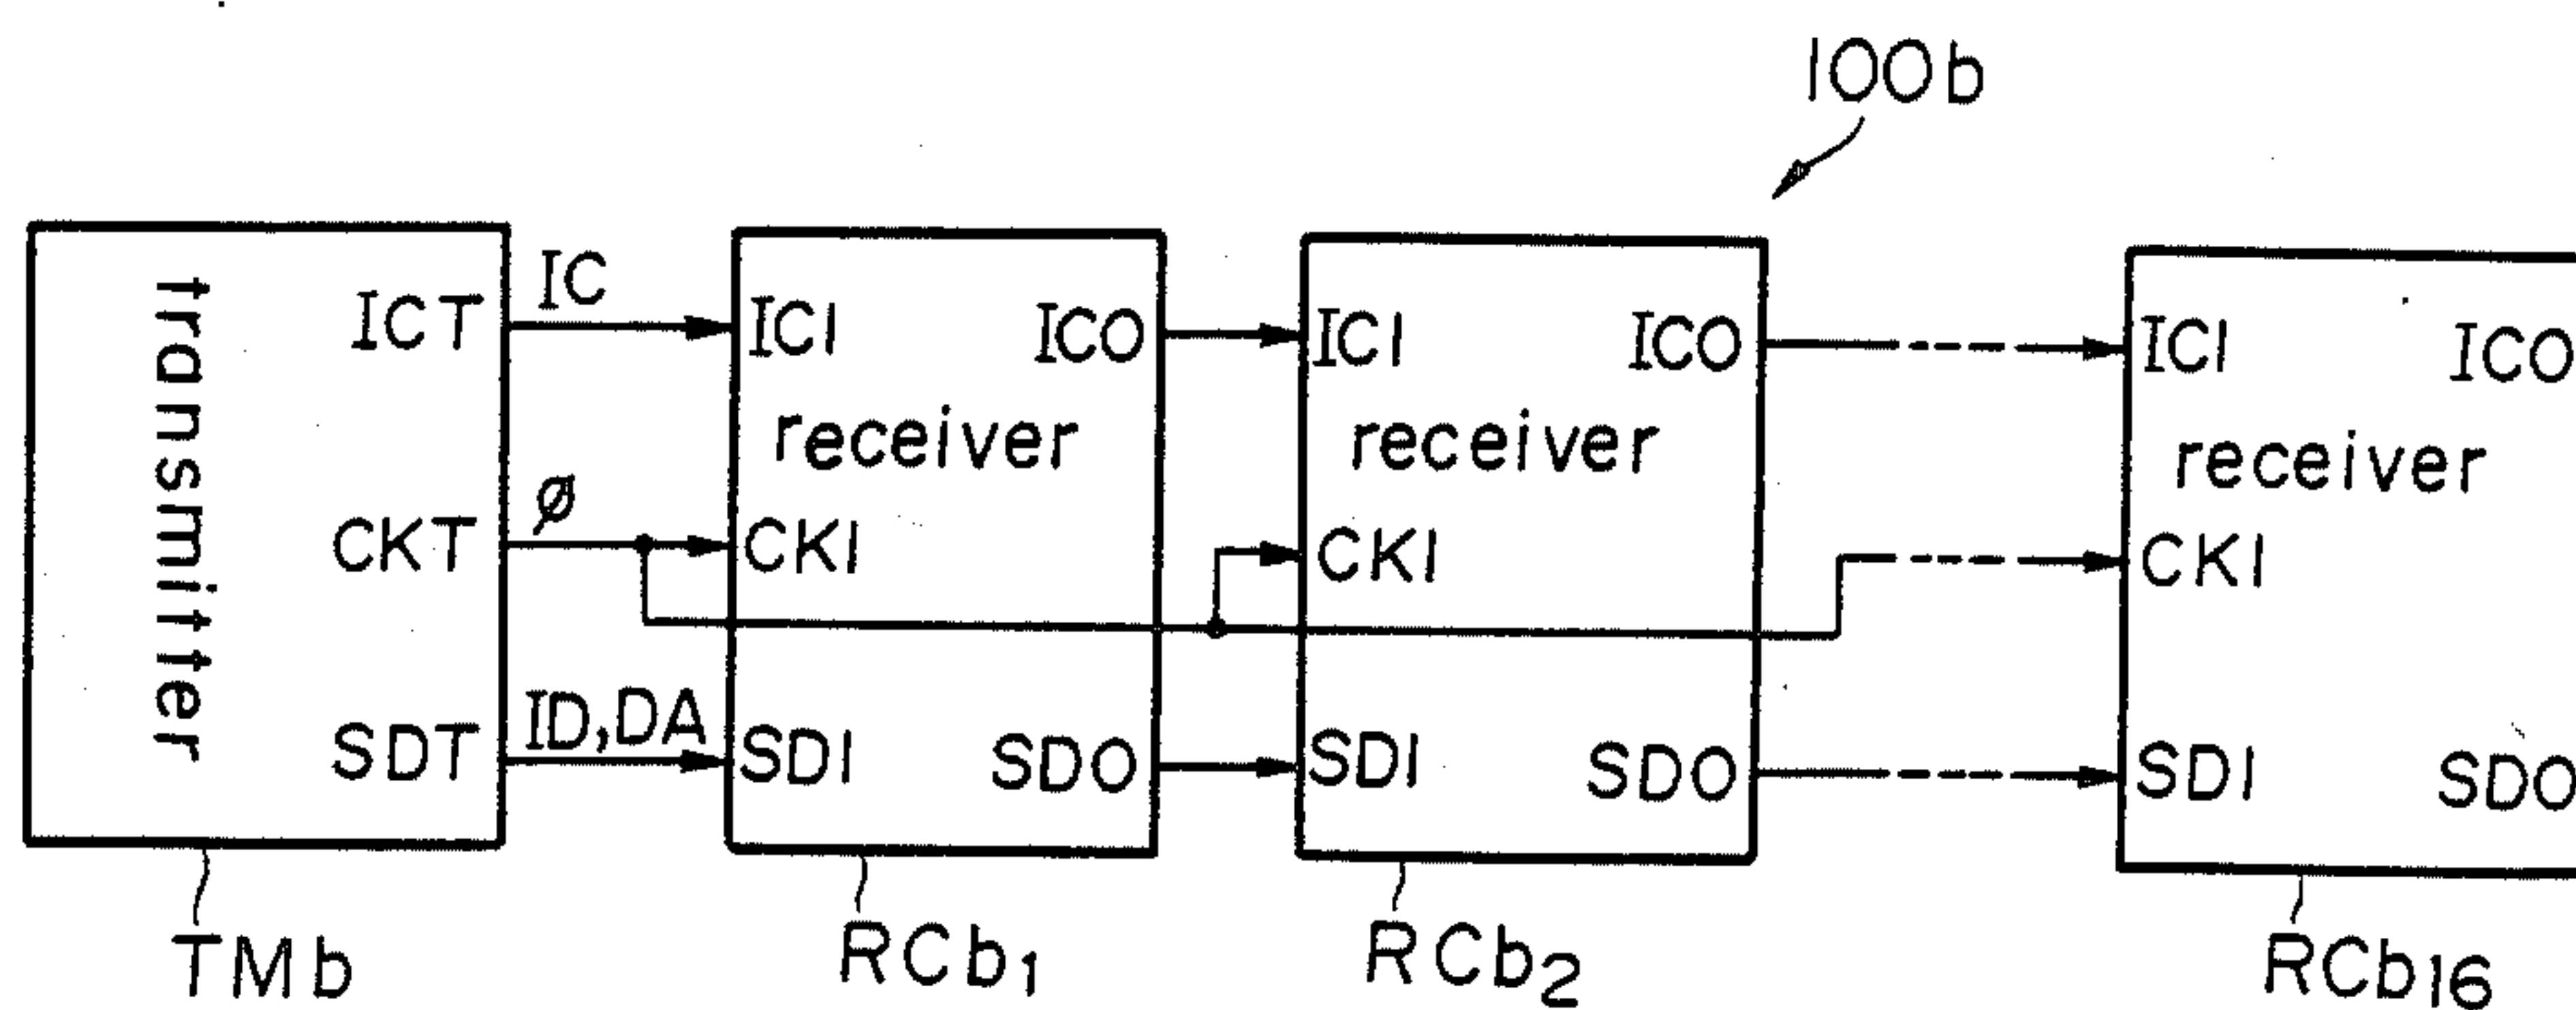 100b
transmitter
ICT
IC
ICI
ICO
ICI
ICO
ICI
ICO
receiver
receiver
receiver
CKT
ø
CKI
CKI
CKI
SDT
ID,DA
SDI
SDO
SDI
SDO
SDI
SDO
TMb
RCb1
RCb2
RCb16